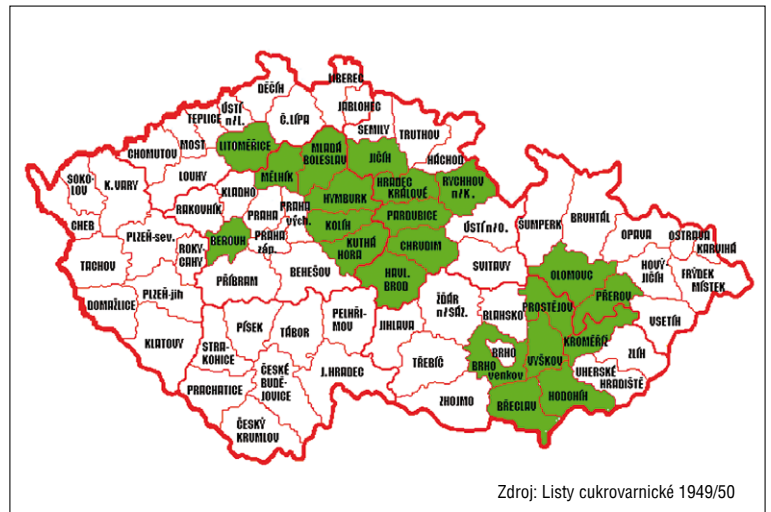 LIBEREC
DĚČÍN
JABLONEC
ÚSTÍ
n/l.
TEPLICE
Č. LÍPA
SEMILY
TRUTNOV
MOST
LITOMĚŘICE
MLADÁ
BOLESLAV
JIČÍN
NÁCHOD
CHOMUTOV
LOUNY
MĚLNÍK
HRADEC
KRÁLOVÉ
RYCHNOV
n/K.
SOKO-
LOV
K. VARY
KLADNO
NYMBURK
RAKOVNÍK
PRAHA
PRAHA
vých.
PARDUBICE
CHEB
PLZEŇ-sev.
BEROUN
PRAHA
záp.
KOLÍN
ÚSTÍ n/O.
ŠUMPERK
BRUNTÁL
OPAVA
OSTRAVA
KARVINÁ
ROKY-
CANY
KUTNÁ
HORA
CHRUDIM
TACHOV
PŘÍBRAM
BENEŠOV
HAVL.
BROD
SVITAVY
OLOMOUC
NOVÝ-
JIČÍN
FRÝDEK
MÍSTEK
DOMAŽLICE
PLZEŇ-jih
PŘEROV
ŽĎÁR
n/SÁZ.
BLANSKO
PROSTĚJOV
VSETÍN
KLATOVY
PÍSEK
TÁBOR
PELHŘI-
MOV
JIHLAVA
STRA-
KONICE
KROMĚŘÍŽ
ZLÍN
TŘEBÍČ
BRNO
BRNO
venkov
VYŠKOV
UHERSKÉ
HRADIŠTĚ
PRACHATICE
ČESKÉ
BUDĚ-
JOVICE
J. HRADEC
ZNOJMO
BŘECLAV
HODONÍN
ČESKÝ
KRUMLOV
Zdroj: Listy cukrovarnické 1949/50